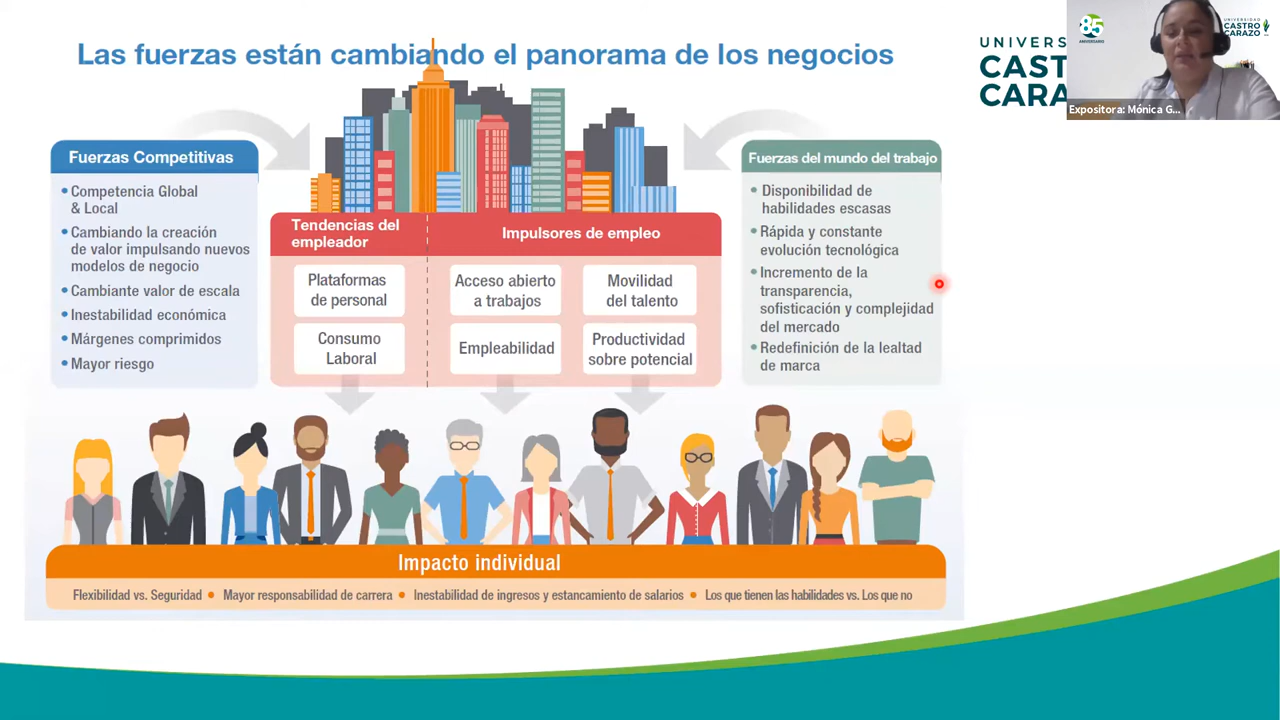 Las fuerzas están cambiando el panorama de los negocios
UNIVERS
CAST
CARA
85
ANIVERSARIO
UNIVERSIDAD
CASTRO
CARAZO
Expositora: Mónica G...
Fuerzas Competitivas
• Competencia Global
& Local
• Cambiando la creación
de valor impulsando nuevos
modelos de negocio
• Cambiante valor de escala
• Inestabilidad económica
• Márgenes comprimidos
• Mayor riesgo
Tendencias del
empleador
Plataformas
de personal
Consumo
Laboral
Impulsores de empleo
Acceso abierto
a trabajos
Movilidad
del talento
Empleabilidad
Productividad
sobre potencial
Fuerzas del mundo del trabajo
• Disponibilidad de
habilidades escasas
• Rápida y constante
evolución tecnológica
• Incremento de la
transparencia,
sofisticación y complejidad
del mercado
• Redefinición de la lealtad
de marca
Impacto individual
Flexibilidad vs. Seguridad • Mayor responsabilidad de carrera • Inestabilidad de ingresos y estancamiento de salarios • Los que tienen las habilidades vs. Los que no